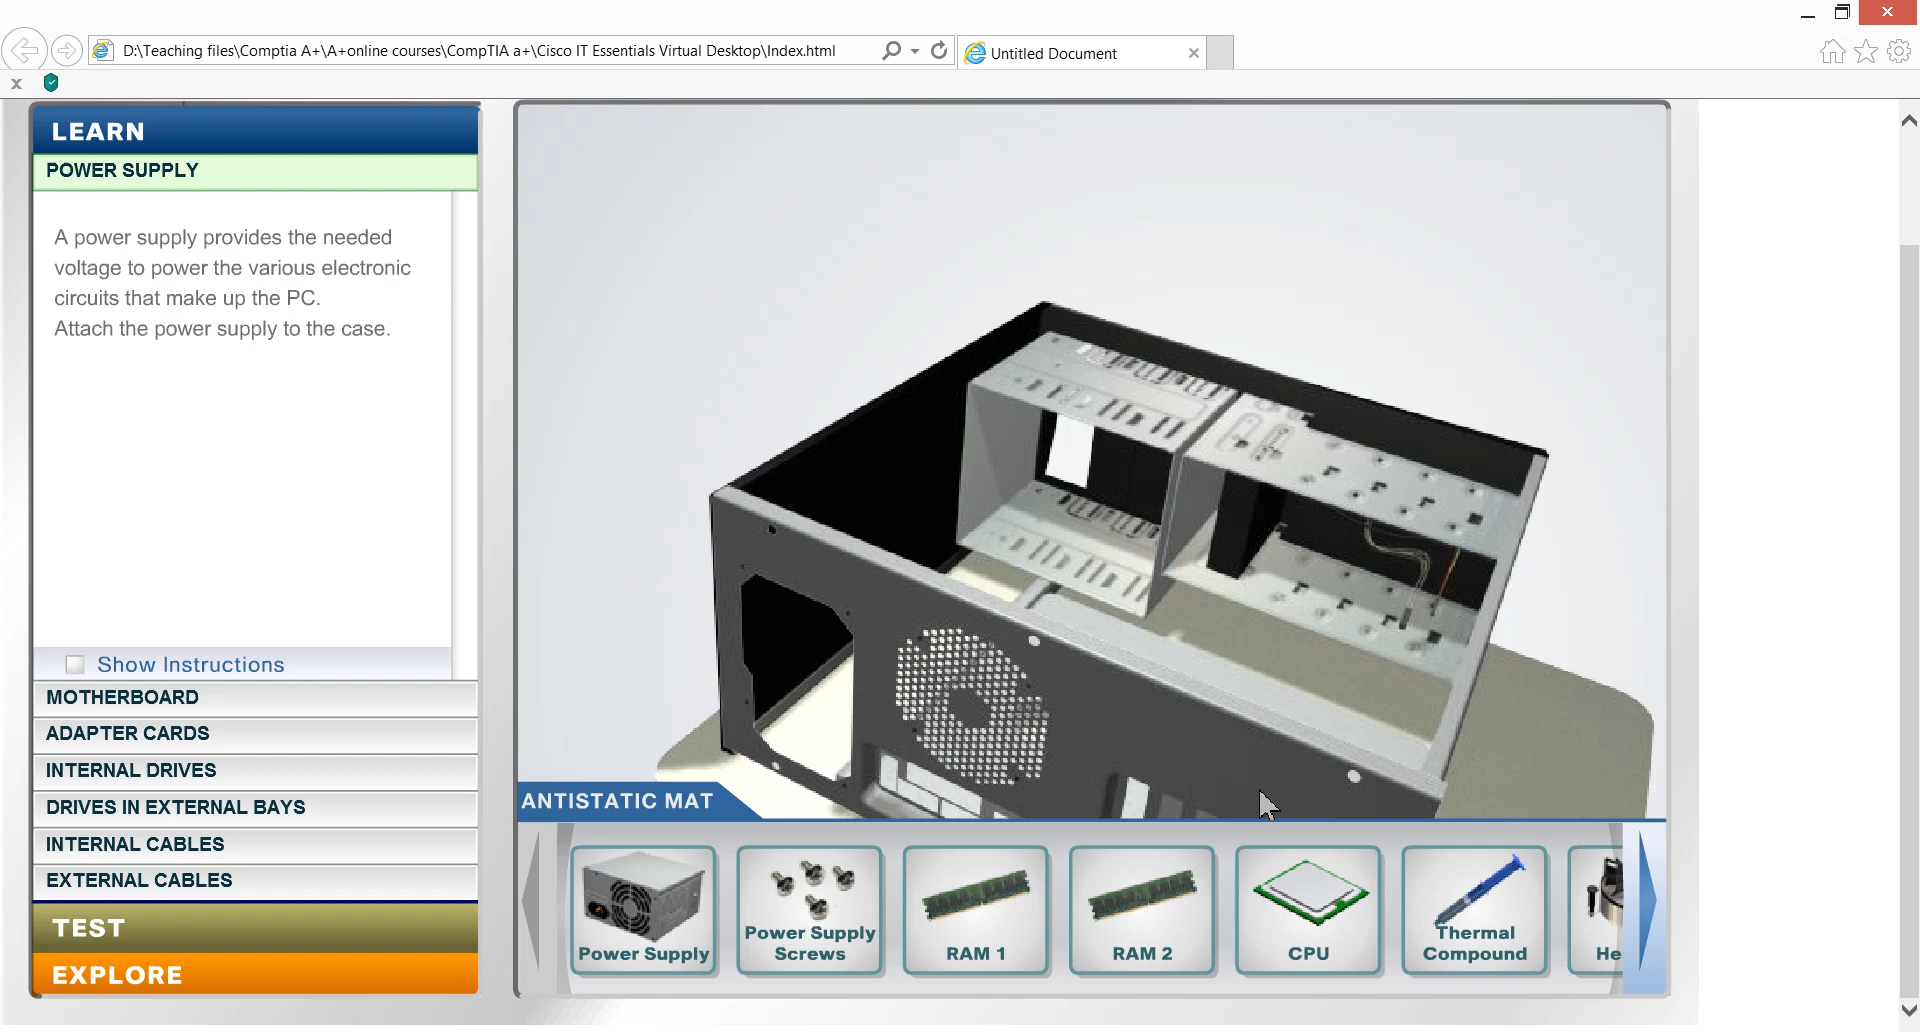 D:\Teaching files\Comptia A+\A+online courses\CompTIA a+\Cisco IT Essentials Virtual Desktop\Index.html
Untitled Document
LEARN
POWER SUPPLY
A power supply provides the needed
voltage to power the various electronic
circuits that make up the PC.
Attach the power supply to the case.
Show Instructions
MOTHERBOARD
ADAPTER CARDS
INTERNAL DRIVES
DRIVES IN EXTERNAL BAYS
INTERNAL CABLES
EXTERNAL CABLES
TEST
EXPLORE
ANTISTATIC MAT
Power Supply
Power Supply
Screws
RAM 1
RAM 2
CPU
Thermal
Compound
He